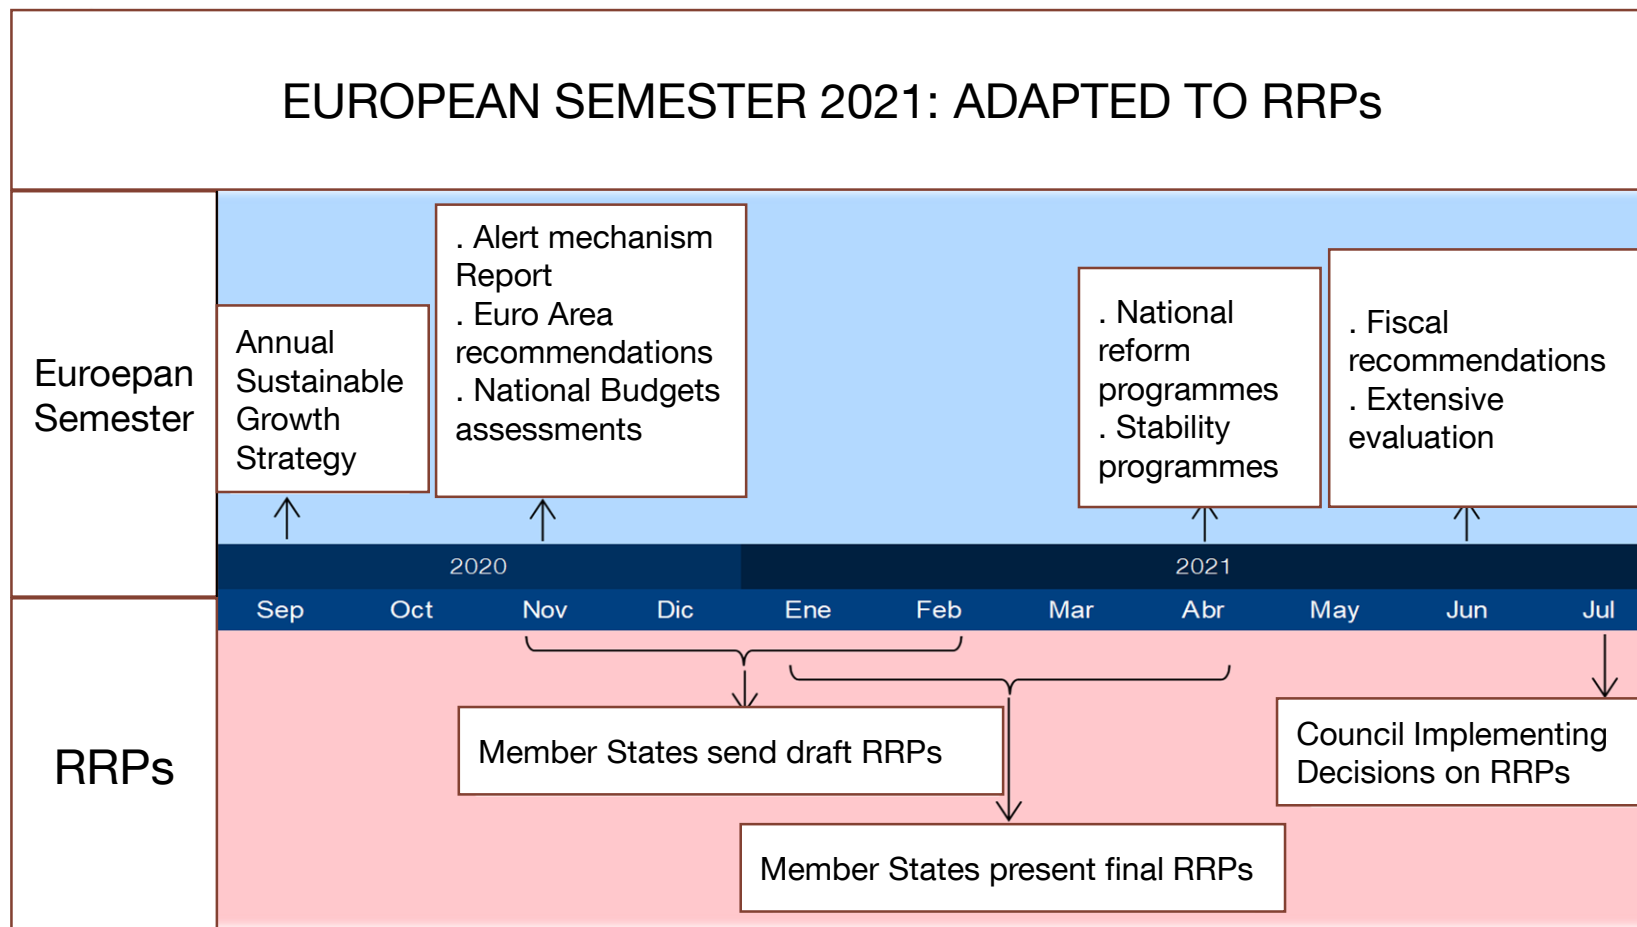 EUROPEAN SEMESTER 2021: ADAPTED TO RRPs
Euroepan
Semester
Annual
Sustainable
Growth
Strategy
. Alert mechanism
Report
. Euro Area
recommendations
. National Budgets
assessments
. National
reform
programmes
. Stability
programmes
. Fiscal
recommendations
. Extensive
evaluation
2020 2021
Sep Oct Nov Dic Ene Feb Mar Abr May Jun Jul
RRPs
Member States send draft RRPs
Council Implementing
Decisions on RRPs
Member States present final RRPs